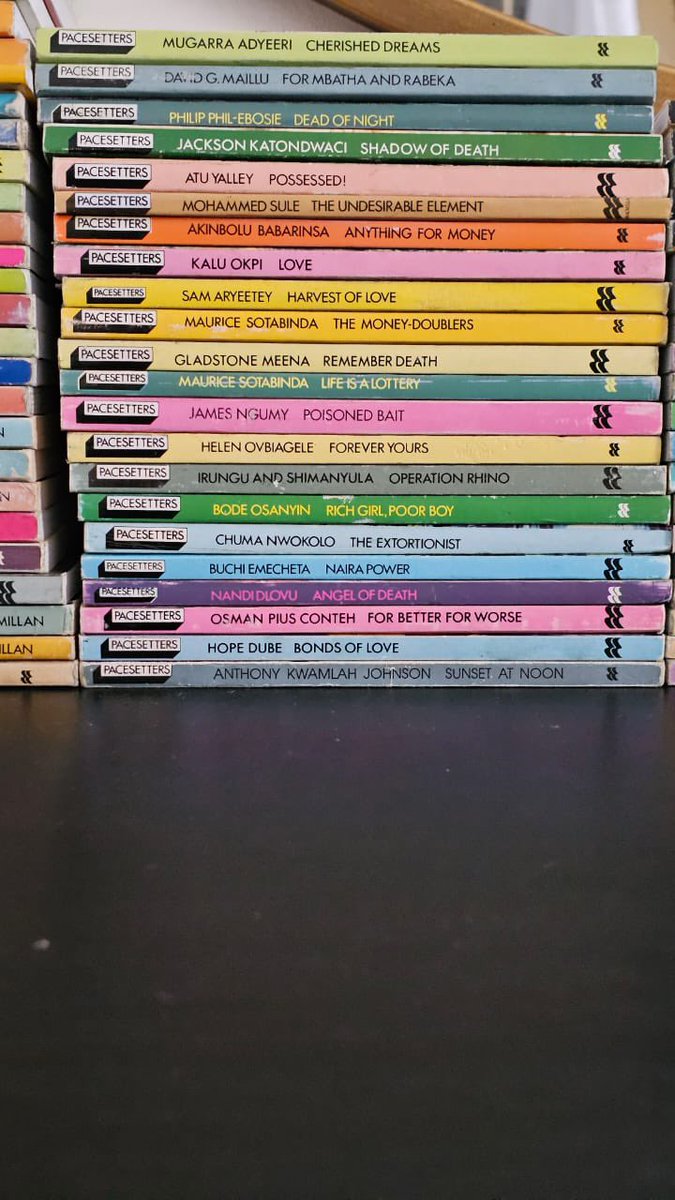 PACESETTERS MUGARRA ADYEERI CHERISHED DREAMS
PACESETTERS DAVID G. MAILLU FOR MBATHA AND RABEKA
PACESETTERS PHILIP PHIL-EBOSIE DEAD OF NIGHT
PACESETTERS JACKSON KATONDWACI SHADOW OF DEATH
PACESETTERS ATU YALLEY POSSESSED!
PACESETTERS MOHAMMED SULE THE UNDESIRABLE ELEMENT
PACESETTERS AKINBOLU BABARINSA ANYTHING FOR MONEY
PACESETTERS KALU OKPI LOVE
PACESETTERS SAM ARYEETEY HARVEST OF LOVE
PACESETTERS MAURICE SOTABINDA THE MONEY-DOUBLERS
PACESETTERS GLADSTONE MEENA REMEMBER DEATH
PACESETTERS MAURICE SOTABINDA LIFE IS A LOTTERY
PACESETTERS JAMES NGUMY POISONED BAIT
PACESETTERS HELEN OVBIAGELE FOREVER YOURS
PACESETTERS IRUNGU AND SHIMANYULA OPERATION RHINO
PACESETTERS BODE OSANYIN RICH GIRL, POOR BOY
PACESETTERS CHUMA NWOKOLO THE EXTORTIONIST
PACESETTERS BUCHI EMECHETA NAIRA POWER
PACESETTERS NANDI DLOVU ANGEL OF DEATH
PACESETTERS OSMAN PIUS CONTEH FOR BETTER FOR WORSE
PACESETTERS HOPE DUBE BONDS OF LOVE
PACESETTERS ANTHONY KWAMLAH JOHNSON SUNSET AT NOON